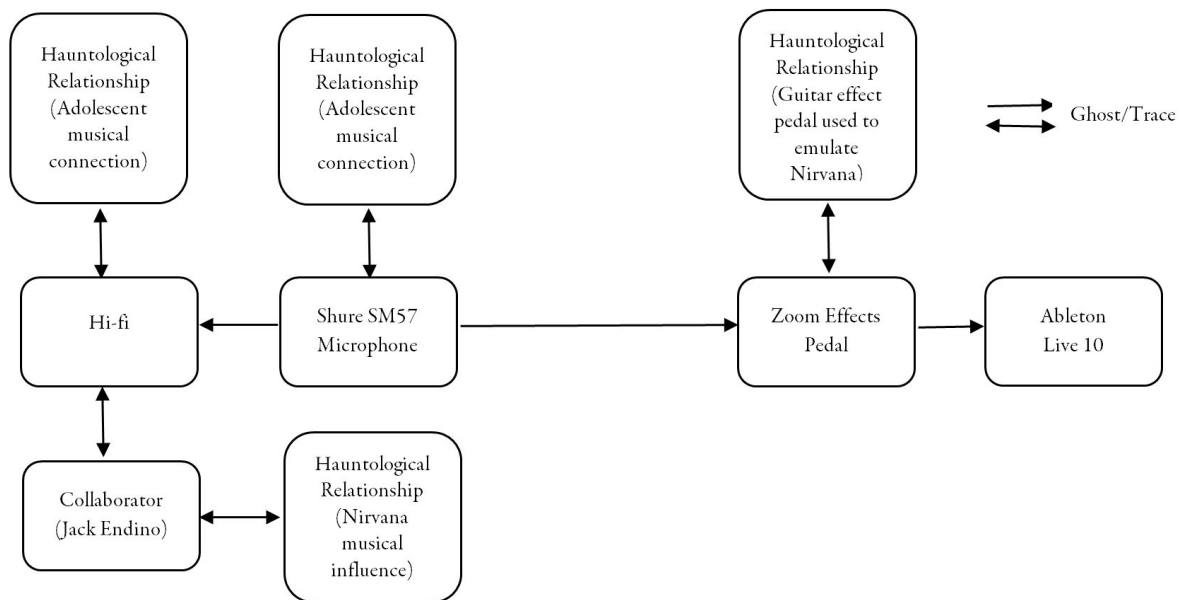 Hauntological
Relationship
(Adolescent
musical
connection)
Hauntological
Relationship
(Adolescent
musical
connection)
Hauntological
Relationship
(Guitar effect
pedal used to
emulate
Nirvana)
Ghost/Trace
Hi-fi
Shure SM57
Microphone
Zoom Effects
Pedal
Ableton
Live 10
Collaborator
(Jack Endino)
Hauntological
Relationship
(Nirvana
musical
influence)